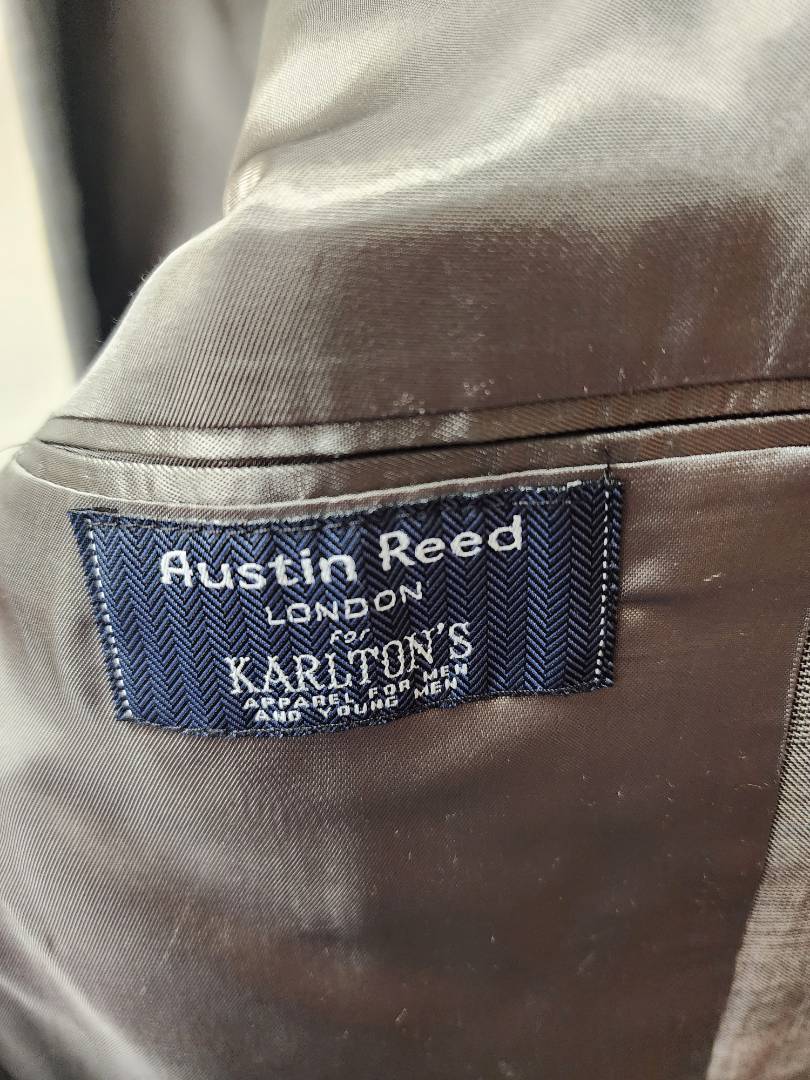 Austin Reed
LONDON
for
KARLTON'S
APPAREL FOR MEN
AND YOUNG MEN